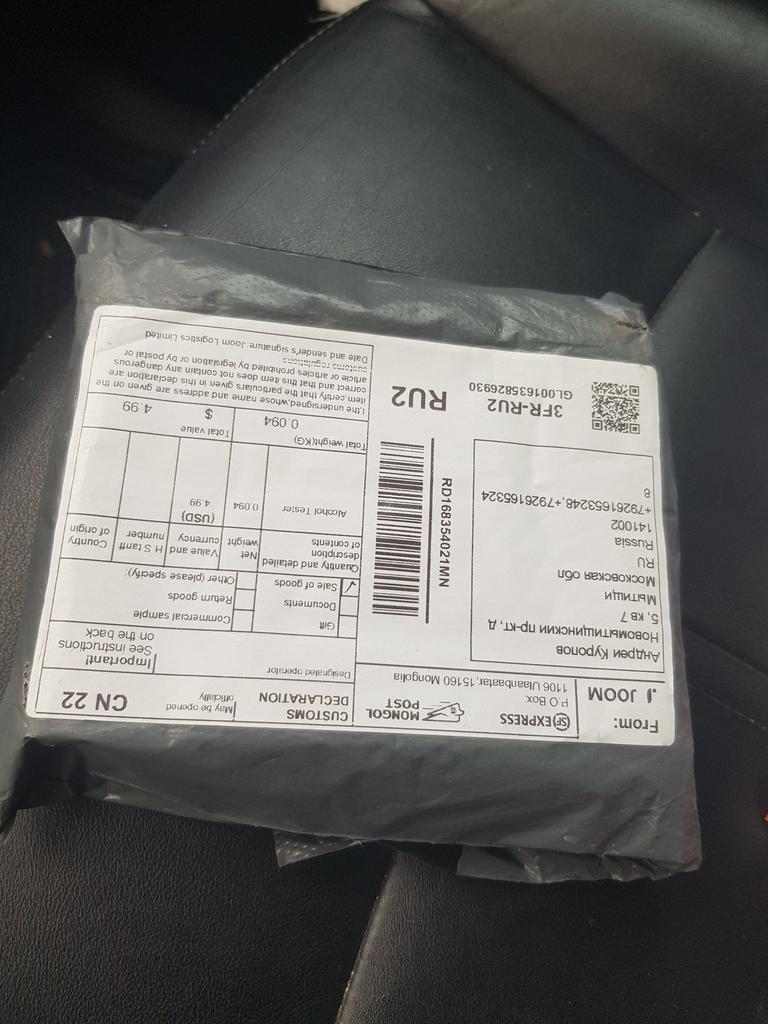 From:
JOOM
SF EXPRESS
MONGOL
POST
P.O Box:
1106 Ulaanbaatar, 15160 Mongolia
Андрей Куропов
Новомытищинский пр-кт, д
5, кв 7
Мытищи
Московская обл
RU
Russia
141002
+79261653248,+7926165324
8
RD168354021MN
3FR-RU2
GL001635826930
RU2
CUSTOMS
DECLARATION
May be opened
officially
CN 22
Designated operator
Important!
See instructions
on the back
Gift
Commercial sample
Documents
Return goods
Sale of goods
Other (please specify):
Quantity and detailed
description
of contents
Net
weight
Value and
currency
(USD)
H S tariff
number
Country
of origin
Alcohol Tester
0.094
4.99
Total weight(KG)
0.094
Total value
$ 4.99
I,the undersigned,whose name and address are given on the
item,certify that the particulars given in this declaration are
correct and that this item does not contain any dangerous
article or articles prohibited by legislation or by postal or
customs regulations
Date and sender's signature: Joom Logistics Limited